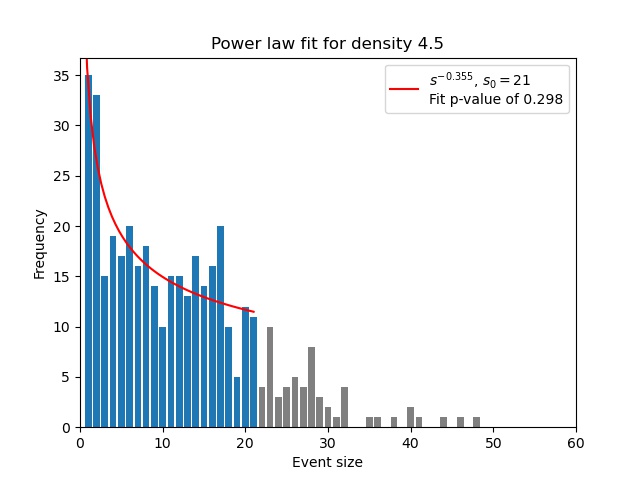 Power law fit for density 4.5
s^{-0.355}, s_0 = 21
Fit p-value of 0.298
Frequency
35
30
25
20
15
10
5
0
0 10 20 30 40 50 60
Event size